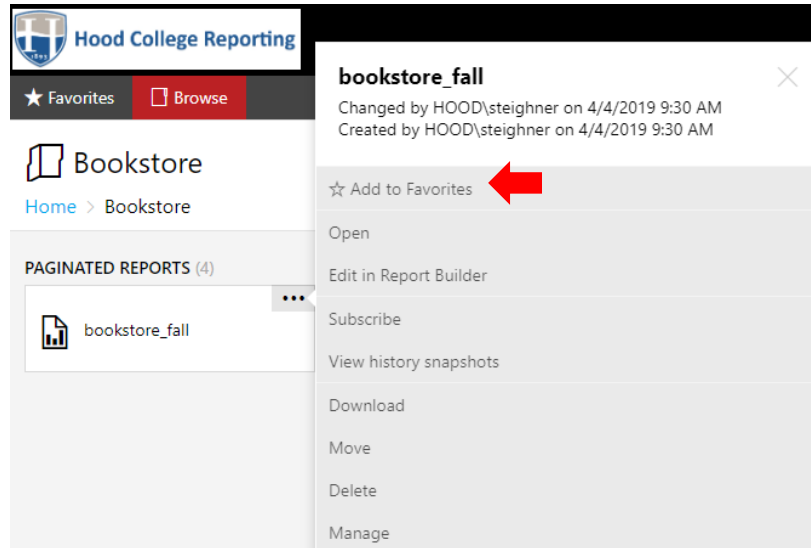 1893
Hood College Reporting
Favorites
Browse
Bookstore
Home > Bookstore
PAGINATED REPORTS (4)
bookstore_fall
bookstore_fall
Changed by HOOD\steighner on 4/4/2019 9:30 AM
Created by HOOD\steighner on 4/4/2019 9:30 AM
Add to Favorites
Open
Edit in Report Builder
Subscribe
View history snapshots
Download
Move
Delete
Manage